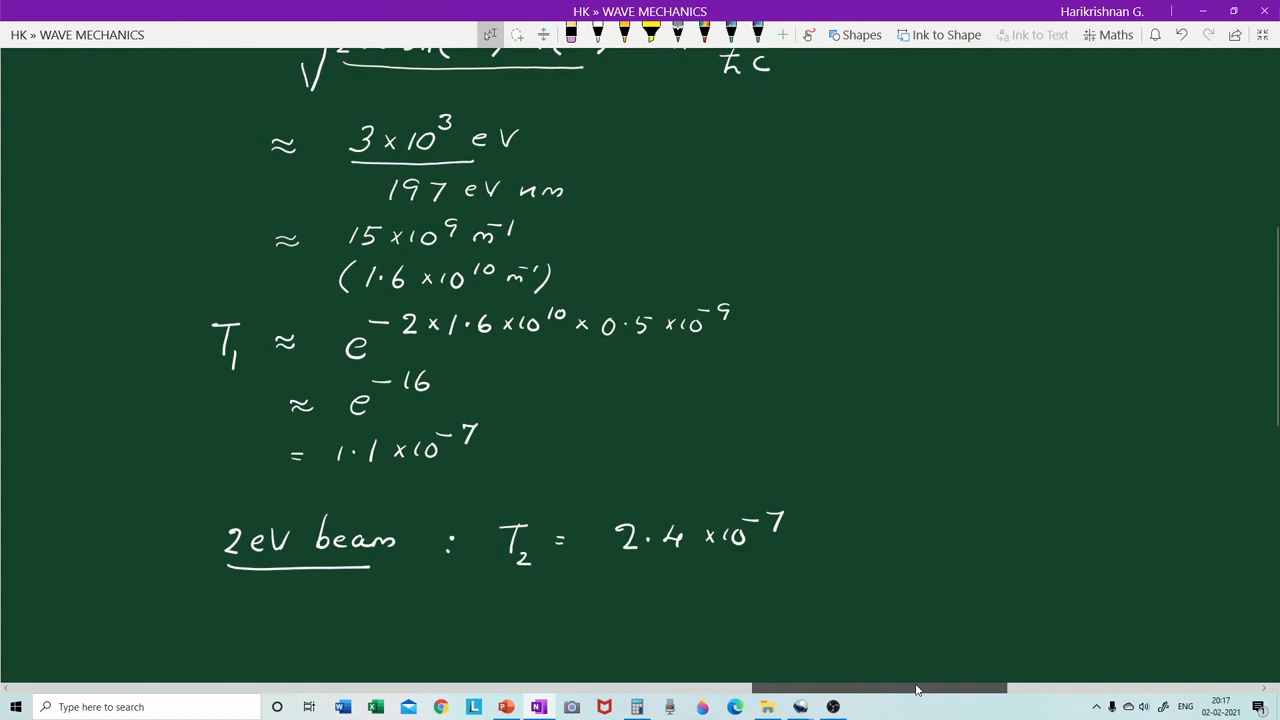 HK » WAVE MECHANICS
Harikrishnan G.
HK » WAVE MECHANICS
Shapes
Ink to Shape
Ink to Text
Maths
ħ c
≈ 3 × 10³ eV
197 eV nm
≈ 15 × 10⁹ m⁻¹
(1.6 × 10¹⁰ m⁻¹)
T₁ ≈ e^(− 2 × 1.6 × 10¹⁰ × 0.5 × 10⁻⁹)
≈ e⁻¹⁶
= 1.1 × 10⁻⁷
2 eV beam : T₂ = 2.4 × 10⁻⁷
Type here to search
ENG
20:17
02-02-2021